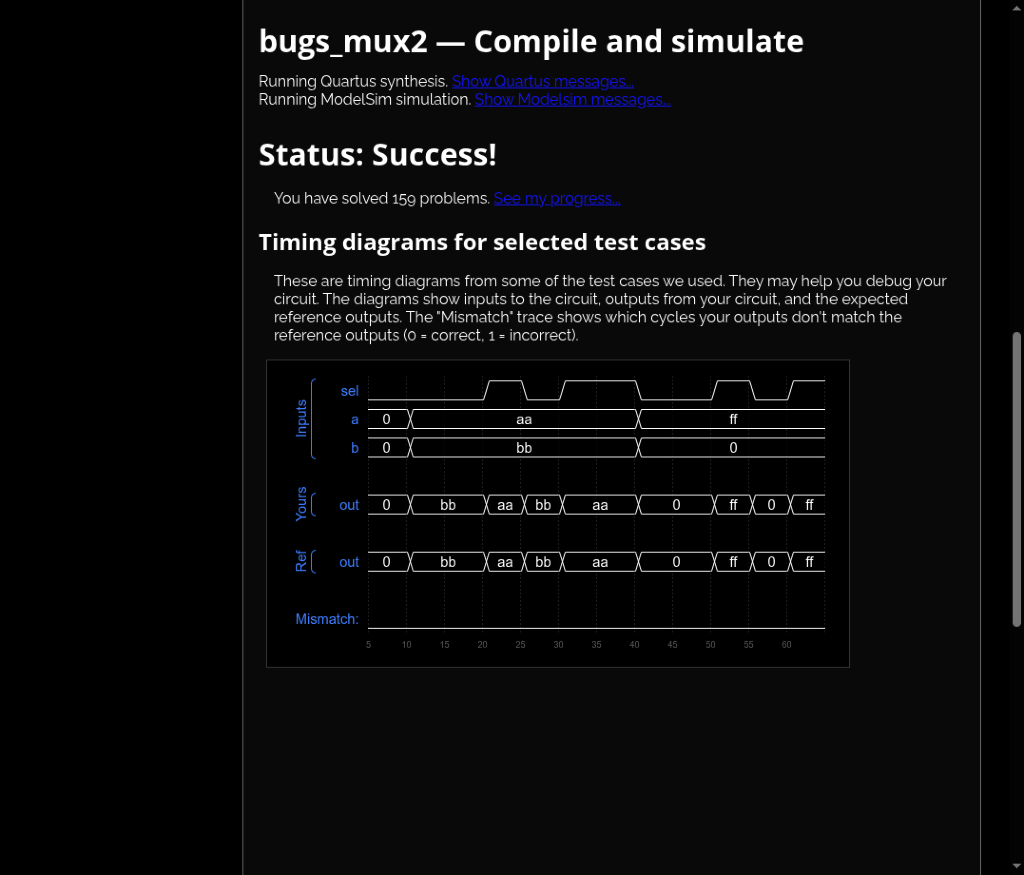 bugs_mux2 — Compile and simulate
Running Quartus synthesis. Show Quartus messages...
Running ModelSim simulation. Show Modelsim messages...
Status: Success!
You have solved 159 problems. See my progress...
Timing diagrams for selected test cases
These are timing diagrams from some of the test cases we used. They may help you debug your
circuit. The diagrams show inputs to the circuit, outputs from your circuit, and the expected
reference outputs. The "Mismatch" trace shows which cycles your outputs don't match the
reference outputs (0 = correct, 1 = incorrect).
Inputs
sel
a 0 aa ff
b 0 bb 0
Yours
out 0 bb aa bb aa 0 ff 0 ff
Ref
out 0 bb aa bb aa 0 ff 0 ff
Mismatch:
5 10 15 20 25 30 35 40 45 50 55 60